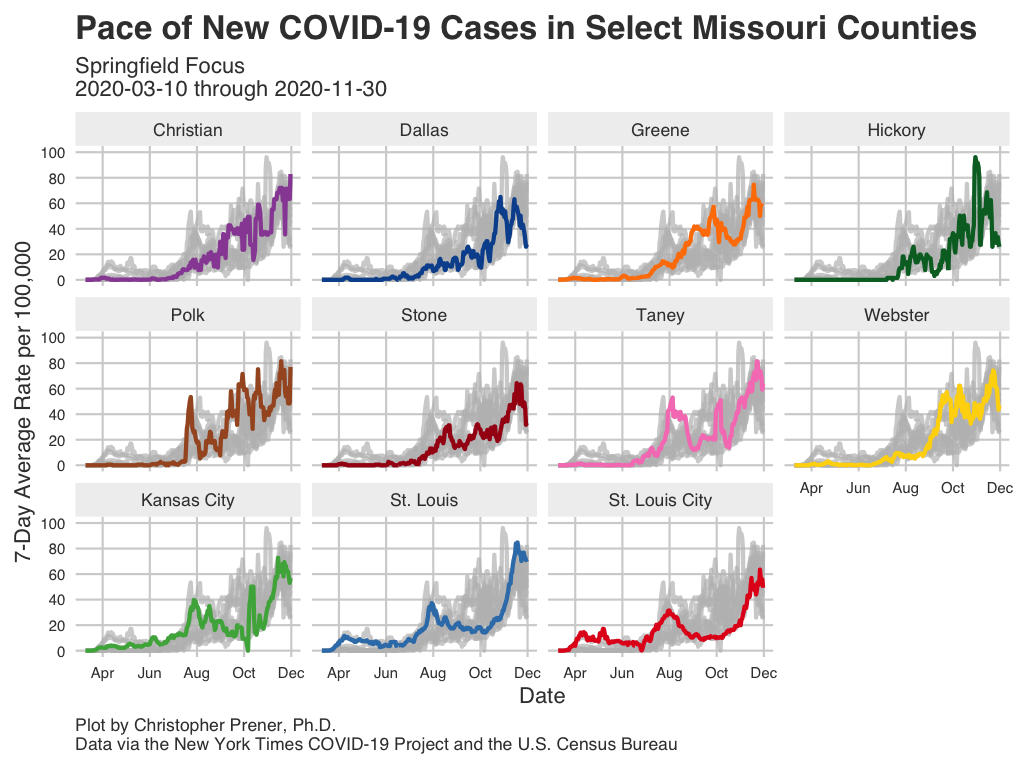 Pace of New COVID-19 Cases in Select Missouri Counties
Springfield Focus
2020-03-10 through 2020-11-30
7-Day Average Rate per 100,000
Christian Dallas Greene Hickory
100
80
60
40
20
0
Polk Stone Taney Webster
100
80
60
40
20
0
Apr Jun Aug Oct Dec
Kansas City St. Louis St. Louis City
100
80
60
40
20
0
Apr Jun Aug Oct Dec Apr Jun Aug Oct Dec Apr Jun Aug Oct Dec
Date
Plot by Christopher Prener, Ph.D.
Data via the New York Times COVID-19 Project and the U.S. Census Bureau